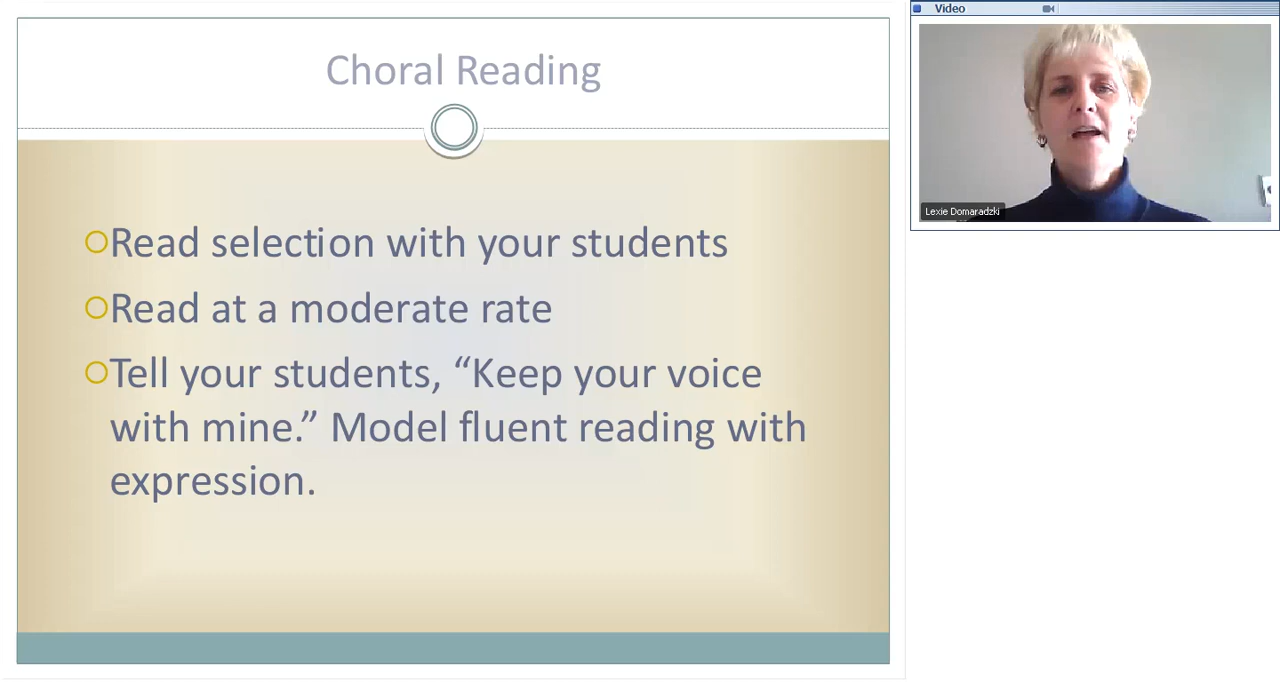 Choral Reading
Read selection with your students
Read at a moderate rate
Tell your students, “Keep your voice
with mine.” Model fluent reading with
expression.
Video
Lexie Domaradzki